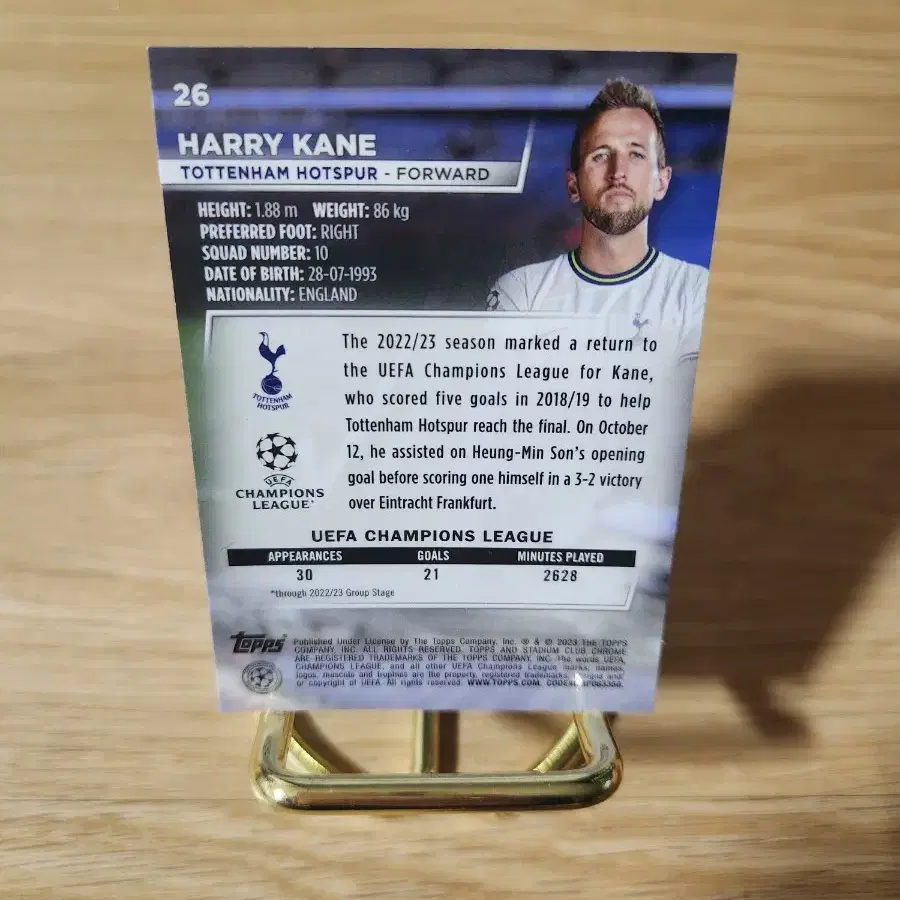 26
HARRY KANE
TOTTENHAM HOTSPUR - FORWARD
HEIGHT: 1.88 m WEIGHT: 86 kg
PREFERRED FOOT: RIGHT
SQUAD NUMBER: 10
DATE OF BIRTH: 28-07-1993
NATIONALITY: ENGLAND
The 2022/23 season marked a return to
the UEFA Champions League for Kane,
who scored five goals in 2018/19 to help
Tottenham Hotspur reach the final. On October
12, he assisted on Heung-Min Son's opening
goal before scoring one himself in a 3-2 victory
over Eintracht Frankfurt.
TOTTENHAM
HOTSPUR
UEFA
CHAMPIONS
LEAGUE
UEFA CHAMPIONS LEAGUE
APPEARANCES GOALS MINUTES PLAYED
30 21 2628
*through 2022/23 Group Stage
Topps
Published Under License by The Topps Company, Inc. ® & © 2023 THE TOPPS
COMPANY, INC. ALL RIGHTS RESERVED. TOPPS AND STADIUM CLUB CHROME
ARE REGISTERED TRADEMARKS OF THE TOPPS COMPANY, INC. The words UEFA,
CHAMPIONS LEAGUE, and all other UEFA Champions League marks, names,
logos, mascots and trophies are the property, registered trademarks, and
or copyright of UEFA. All rights reserved. WWW.TOPPS.COM.